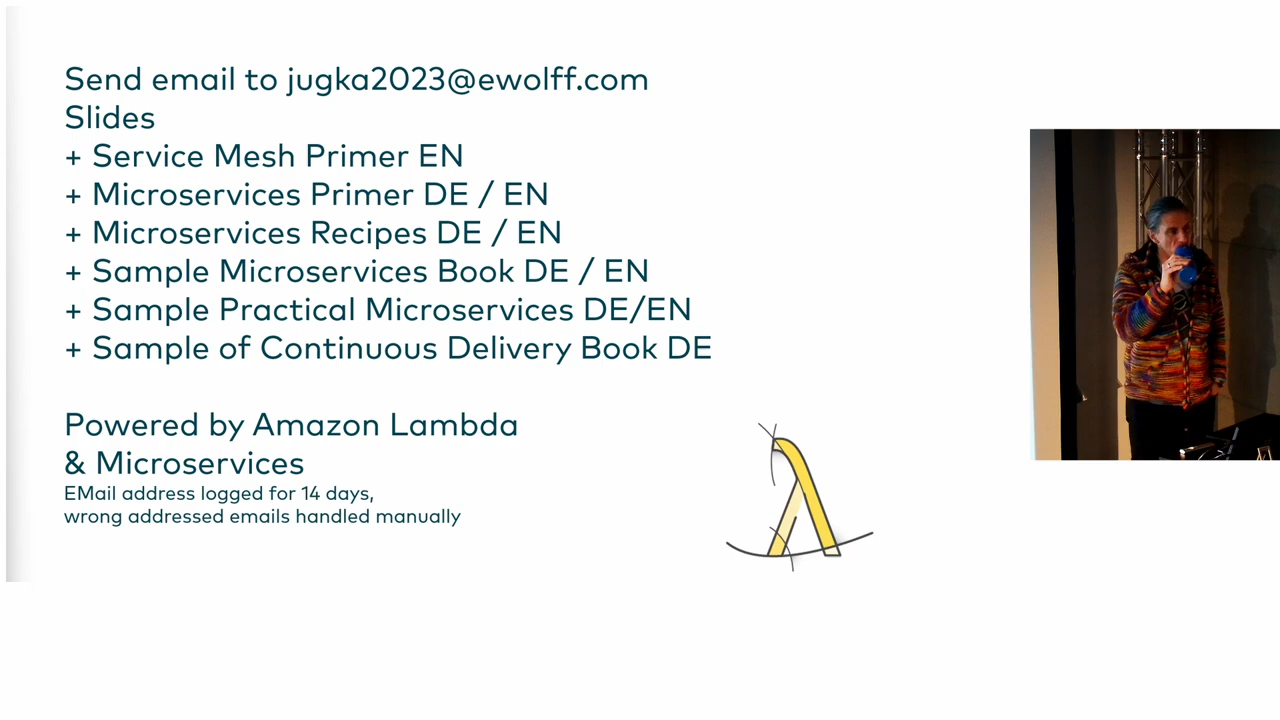 Send email to jugka2023@ewolff.com
Slides
+ Service Mesh Primer EN
+ Microservices Primer DE / EN
+ Microservices Recipes DE / EN
+ Sample Microservices Book DE / EN
+ Sample Practical Microservices DE/EN
+ Sample of Continuous Delivery Book DE
Powered by Amazon Lambda
& Microservices
EMail address logged for 14 days,
wrong addressed emails handled manually